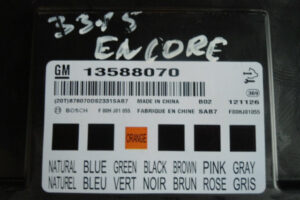 3385
ENCORE
GM 13588070
(20T)87607DDS2331SAB7 MADE IN CHINA B02 121126
BOSCH F 00H J01 055 FABRIQUE EN CHINE SAB7 F00HJ01055
ORANGE
NATURAL BLUE GREEN BLACK BROWN PINK GRAY
NATUREL BLEU VERT NOIR BRUN ROSE GRIS